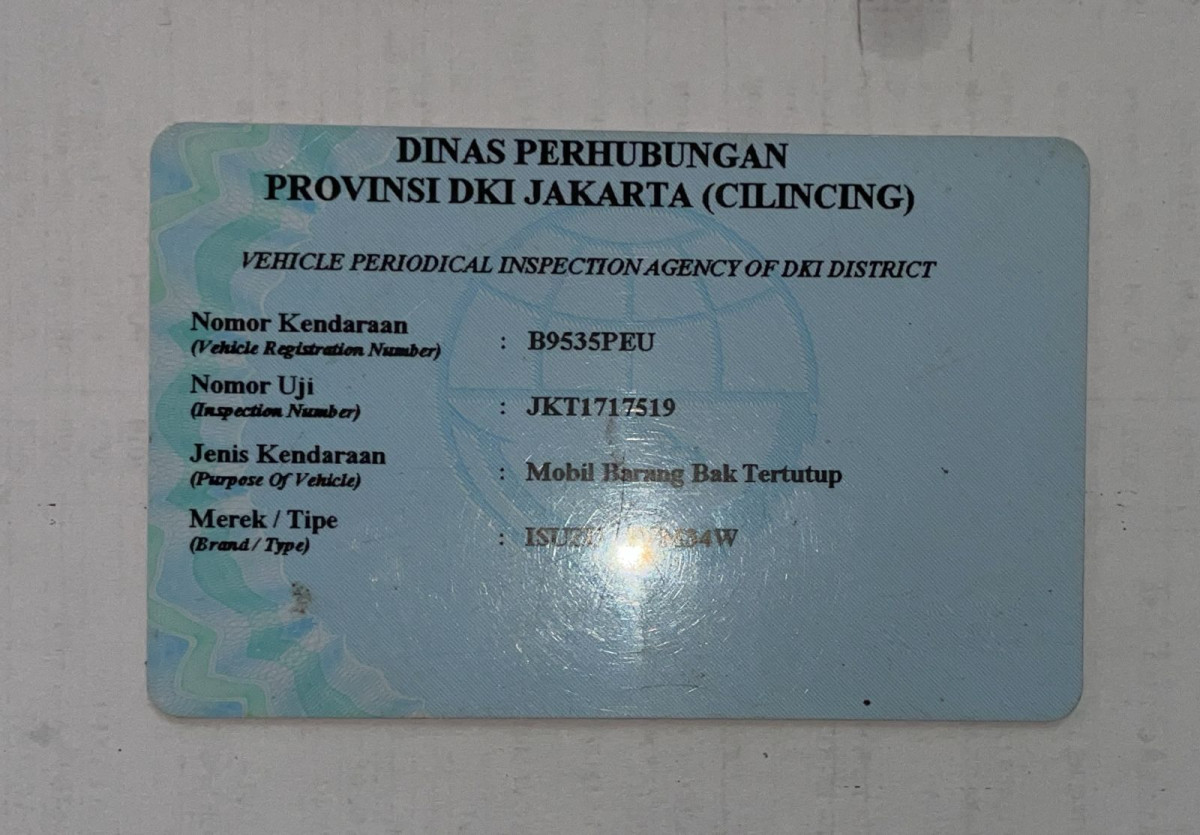 DINAS PERHUBUNGAN
PROVINSI DKI JAKARTA (CILINCING)
VEHICLE PERIODICAL INSPECTION AGENCY OF DKI DISTRICT
Nomor Kendaraan
(Vehicle Registration Number) : B9535PEU
Nomor Uji
(Inspection Number) : JKT1717519
Jenis Kendaraan
(Purpose Of Vehicle) : Mobil Barang Bak Tertutup
Merek / Tipe
(Brand / Type) :